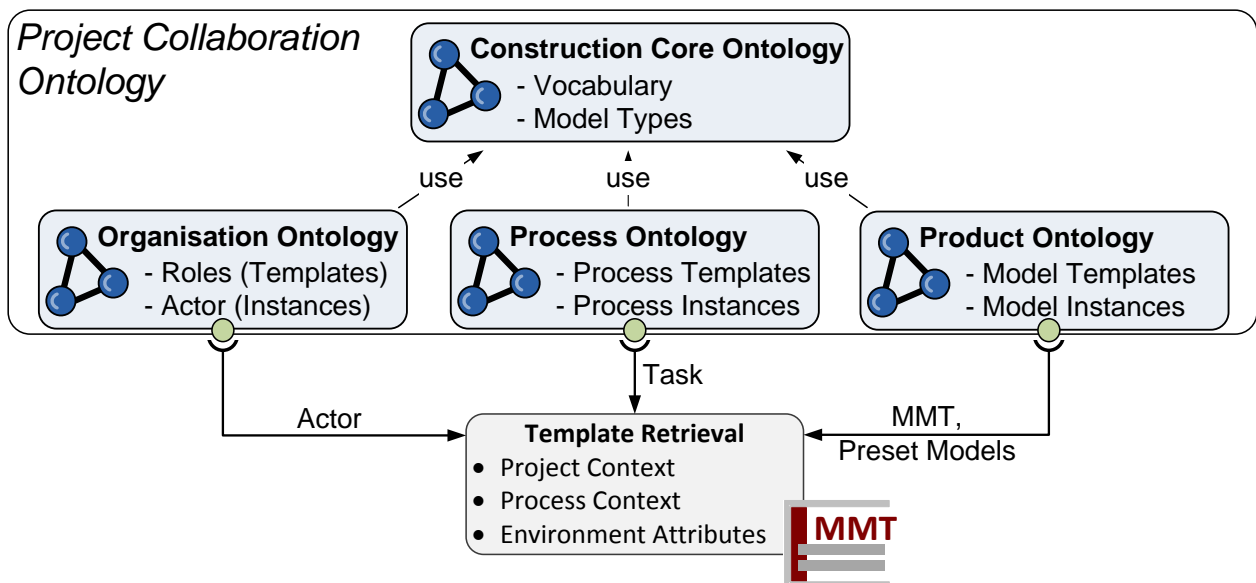 Project Collaboration
Ontology
Construction Core Ontology
- Vocabulary
- Model Types
use
use
use
Organisation Ontology
- Roles (Templates)
- Actor (Instances)
Process Ontology
- Process Templates
- Process Instances
Product Ontology
- Model Templates
- Model Instances
Actor
Task
MMT,
Preset Models
Template Retrieval
• Project Context
• Process Context
• Environment Attributes
MMT